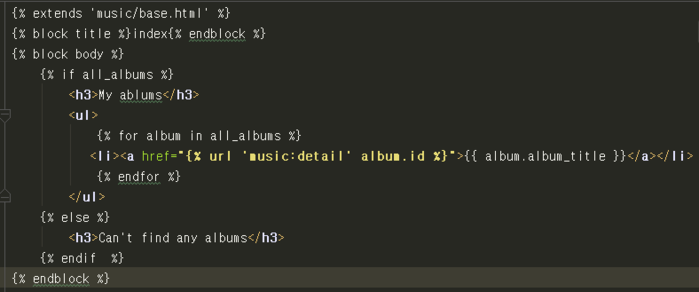 {% extends 'music/base.html' %}
{% block title %}index{% endblock %}
{% block body %}
    {% if all_albums %}
        <h3>My ablums</h3>
        <ul>
            {% for album in all_albums %}
           <li><a href="{% url 'music:detail' album.id %}">{{ album.album_title }}</a></li>
            {% endfor %}
        </ul>
    {% else %}
        <h3>Can't find any albums</h3>
    {% endif  %}
{% endblock %}